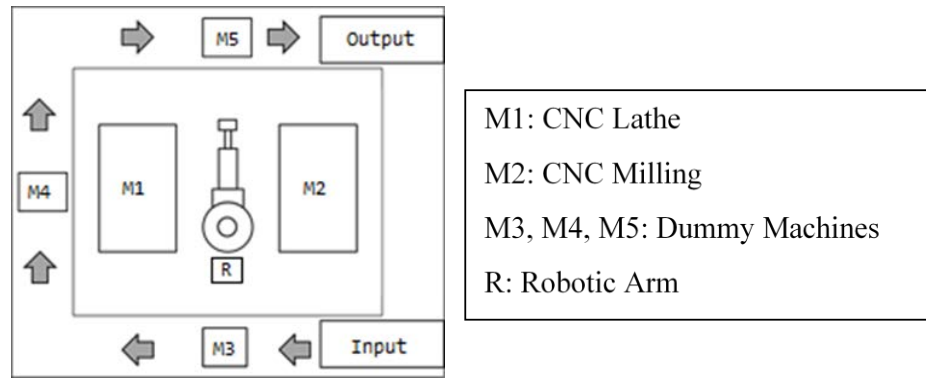 M5
Output
M4
M1
M2
R
M3
Input
M1: CNC Lathe
M2: CNC Milling
M3, M4, M5: Dummy Machines
R: Robotic Arm